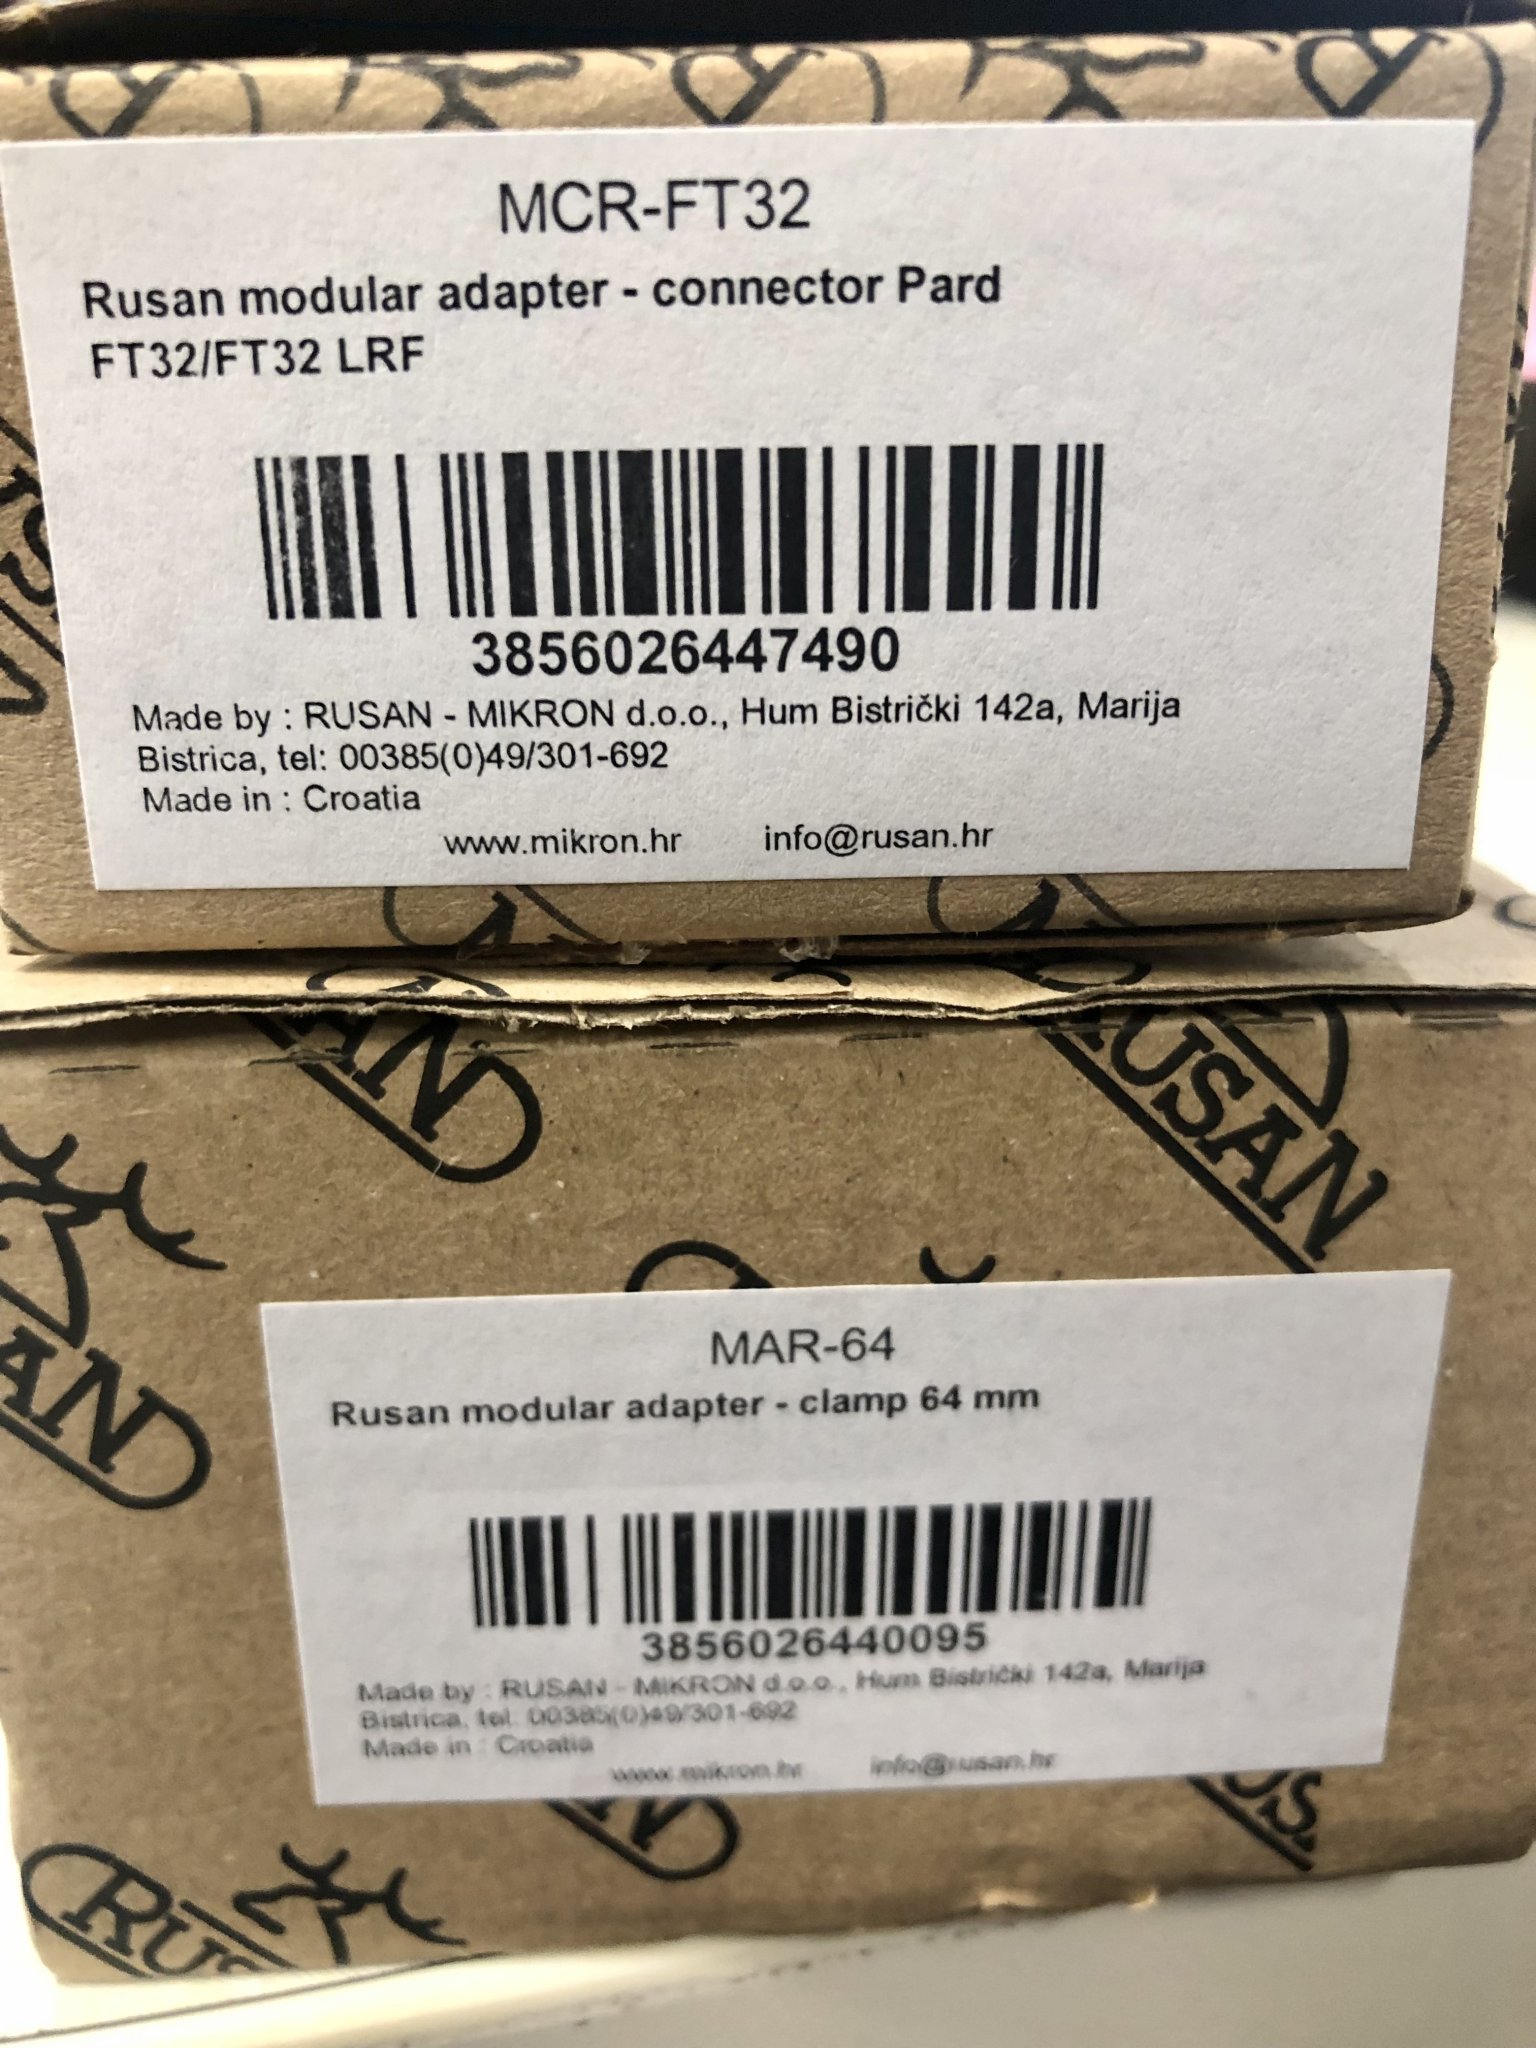 MCR-FT32
Rusan modular adapter - connector Pard
FT32/FT32 LRF
3856026447490
Made by : RUSAN - MIKRON d.o.o., Hum Bistrički 142a, Marija
Bistrica, tel: 00385(0)49/301-692
Made in : Croatia
www.mikron.hr info@rusan.hr
RUSAN
MAR-64
Rusan modular adapter - clamp 64 mm
3856026440095
Made by : RUSAN - MIKRON d.o.o., Hum Bistrički 142a, Marija
Bistrica, tel: 00385(0)49/301-692
Made in : Croatia
www.mikron.hr info@rusan.hr